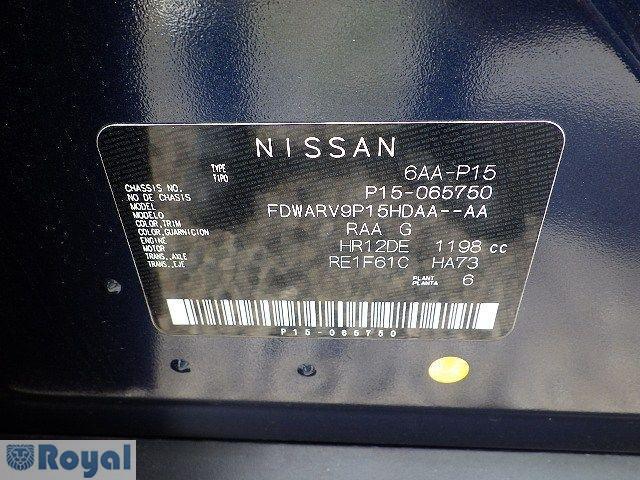 NISSAN
TYPE
TIPO 6AA-P15
CHASSIS NO.
NO DE CHASIS P15-065750
MODEL
MODELO FDWARV9P15HDAA--AA
COLOR,TRIM
COLOR,GUARNICION RAA G
ENGINE
MOTOR HR12DE 1198 cc
TRANS.,AXLE
TRANS.,EJE RE1F61C HA73
PLANT
PLANTA 6
P15-065750
Royal